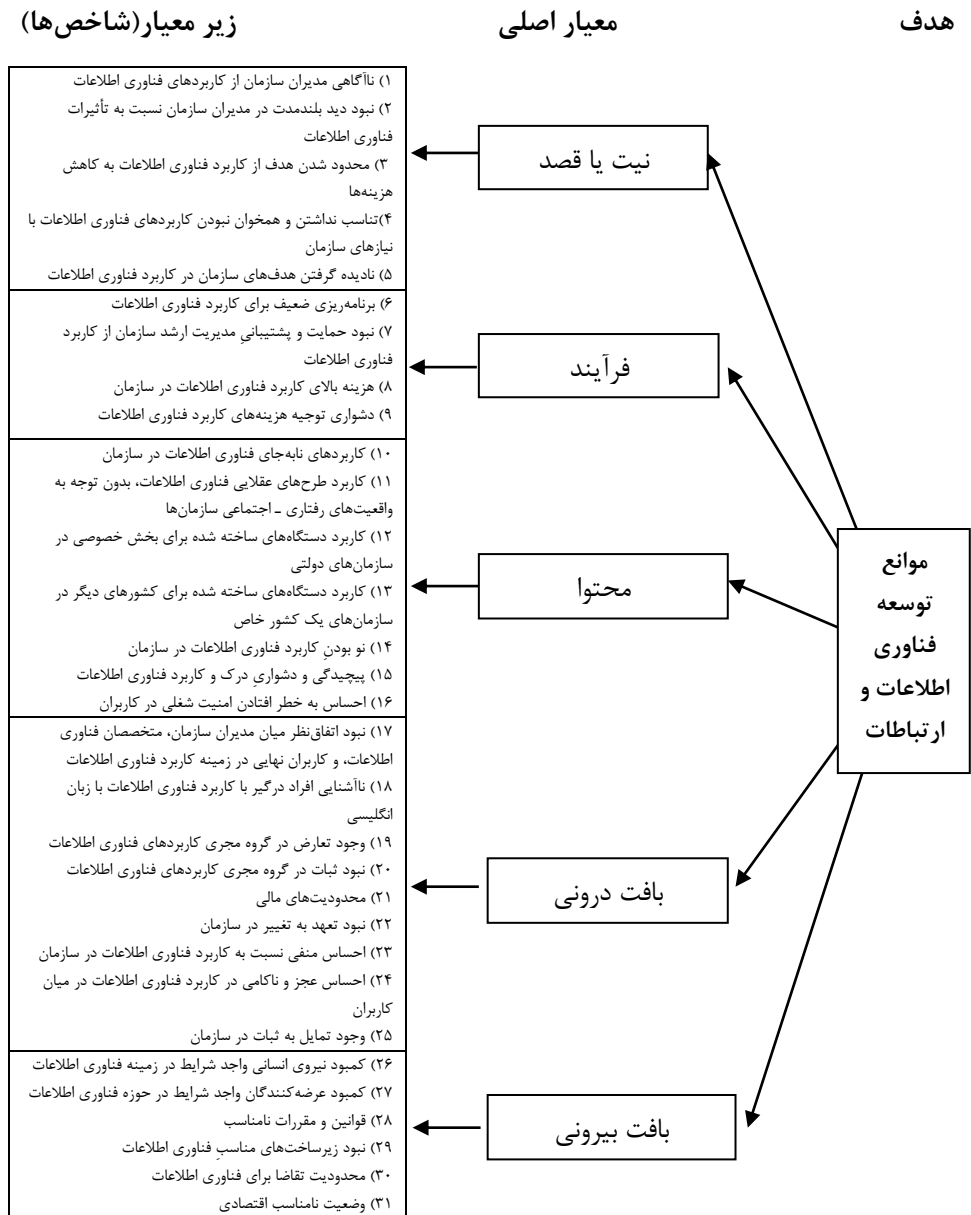 هدف
معیار اصلی
زیر معیار(شاخص‌ها)
موانع
توسعه
فناوری
اطلاعات و
ارتباطات
نیت یا قصد
۱) ناآگاهی مدیران سازمان از کاربردهای فناوری اطلاعات
۲) نبود دید بلندمدت در مدیران سازمان نسبت به تأثیرات
فناوری اطلاعات
۳) محدود شدن هدف از کاربرد فناوری اطلاعات به کاهش
هزینه‌ها
۴)تناسب نداشتن و همخوان نبودن کاربردهای فناوری اطلاعات با
نیازهای سازمان
۵) نادیده گرفتن هدف‌های سازمان در کاربرد فناوری اطلاعات
فرآیند
۶) برنامه‌ریزی ضعیف برای کاربرد فناوری اطلاعات
۷) نبود حمایت و پشتیبانیِ مدیریت ارشد سازمان از کاربرد
فناوری اطلاعات
۸) هزینه بالای کاربرد فناوری اطلاعات در سازمان
۹) دشواری توجیه هزینه‌های کاربرد فناوری اطلاعات
محتوا
۱۰) کاربردهای نابه‌جای فناوری اطلاعات در سازمان
۱۱) کاربرد طرح‌های عقلایی فناوری اطلاعات، بدون توجه به
واقعیت‌های رفتاری ـ اجتماعی سازمان‌ها
۱۲) کاربرد دستگاه‌های ساخته شده برای بخش خصوصی در
سازمان‌های دولتی
۱۳) کاربرد دستگاه‌های ساخته شده برای کشورهای دیگر در
سازمان‌های یک کشور خاص
۱۴) نو بودنِ کاربرد فناوری اطلاعات در سازمان
۱۵) پیچیدگی و دشواریِ درک و کاربرد فناوری اطلاعات
۱۶) احساس به خطر افتادن امنیت شغلی در کاربران
بافت درونی
۱۷) نبود اتفاق‌نظر میان مدیران سازمان، متخصصان فناوری
اطلاعات، و کاربران نهایی در زمینه کاربرد فناوری اطلاعات
۱۸) ناآشنایی افراد درگیر با کاربرد فناوری اطلاعات با زبان
انگلیسی
۱۹) وجود تعارض در گروه مجری کاربردهای فناوری اطلاعات
۲۰) نبود ثبات در گروه مجری کاربردهای فناوری اطلاعات
۲۱) محدودیت‌های مالی
۲۲) نبود تعهد به تغییر در سازمان
۲۳) احساس منفی نسبت به کاربرد فناوری اطلاعات در سازمان
۲۴) احساس عجز و ناکامی در کاربرد فناوری اطلاعات در میان
کاربران
۲۵) وجود تمایل به ثبات در سازمان
بافت بیرونی
۲۶) کمبود نیروی انسانی واجد شرایط در زمینه فناوری اطلاعات
۲۷) کمبود عرضه‌کنندگان واجد شرایط در حوزه فناوری اطلاعات
۲۸) قوانین و مقررات نامناسب
۲۹) نبود زیرساخت‌های مناسبِ فناوری اطلاعات
۳۰) محدودیت تقاضا برای فناوری اطلاعات
۳۱) وضعیت نامناسب اقتصادی